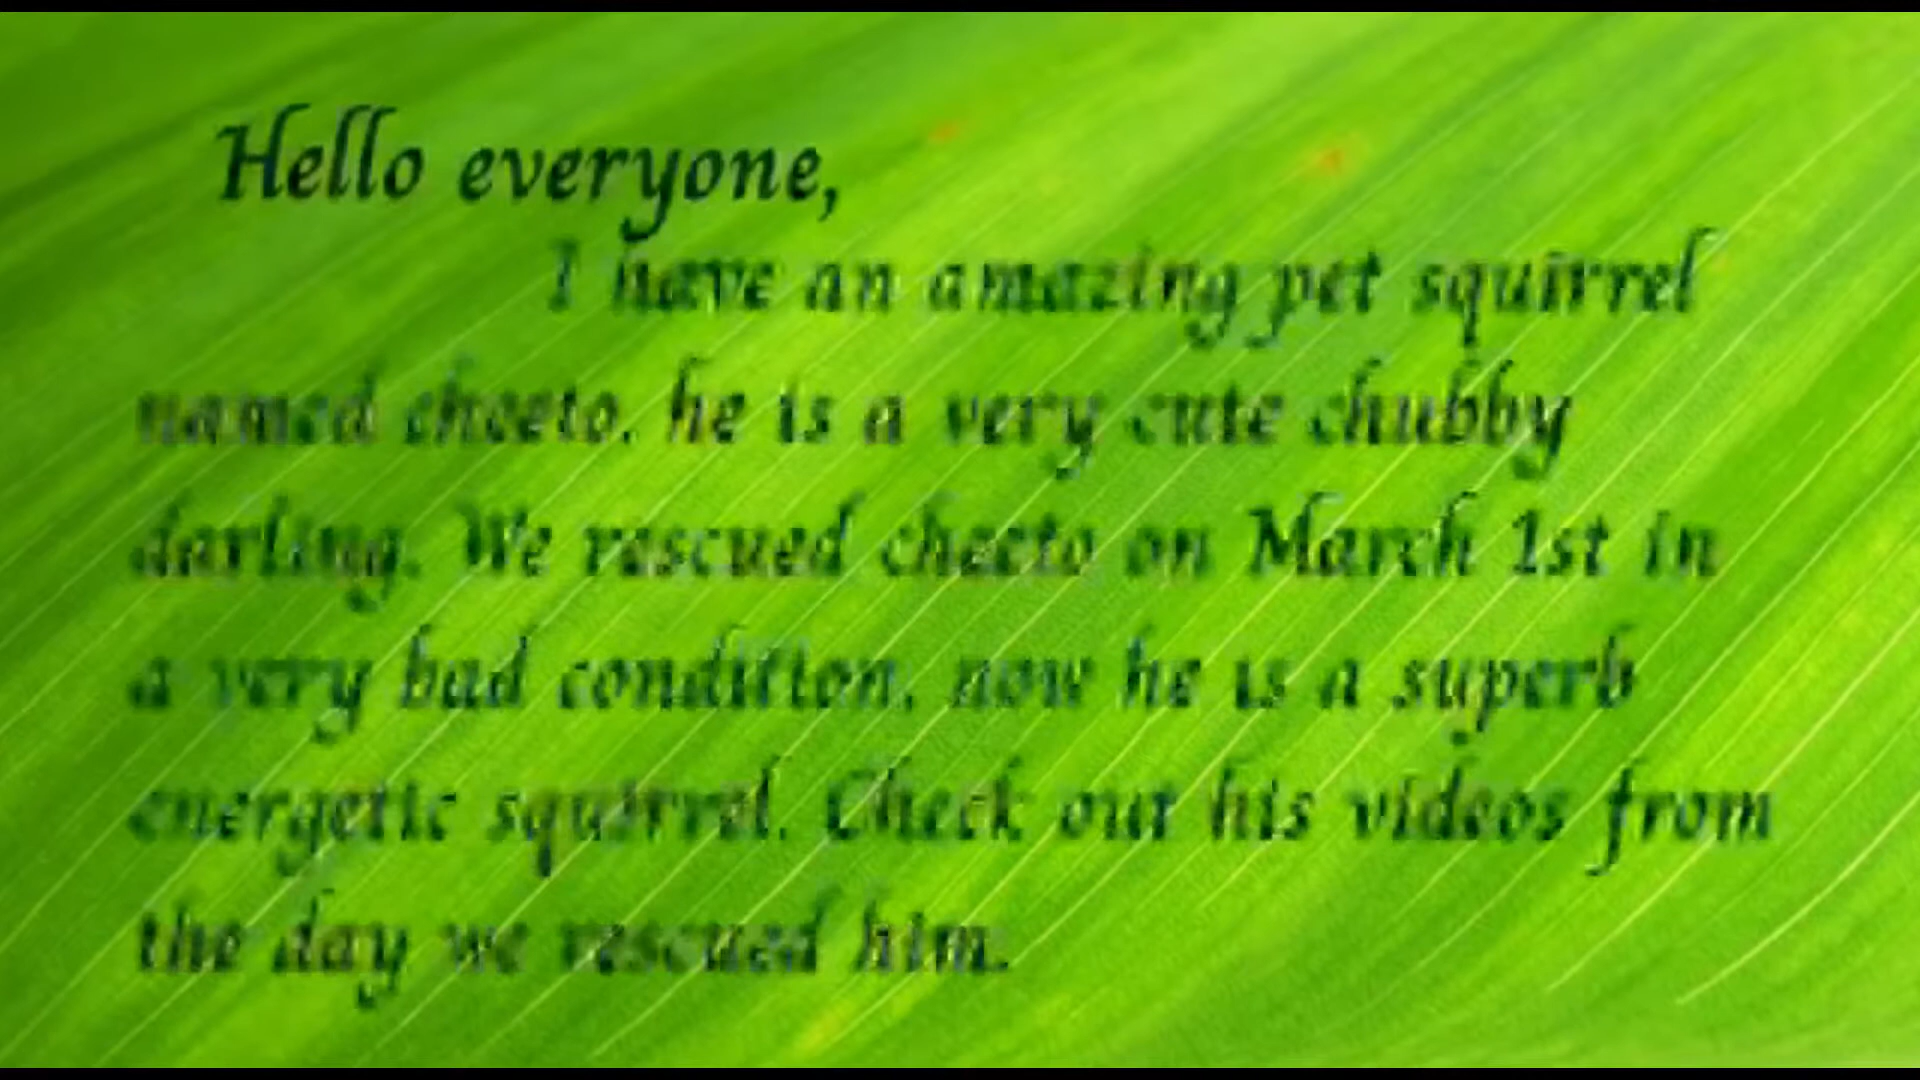 Hello everyone,
I have an amazing pet squirrel
named cheeto. he is a very cute chubby
darling. We rescued cheeto on March 1st in
a very bad condition, now he is a superb
energetic squirrel. Check out his videos from
the day we rescued him.